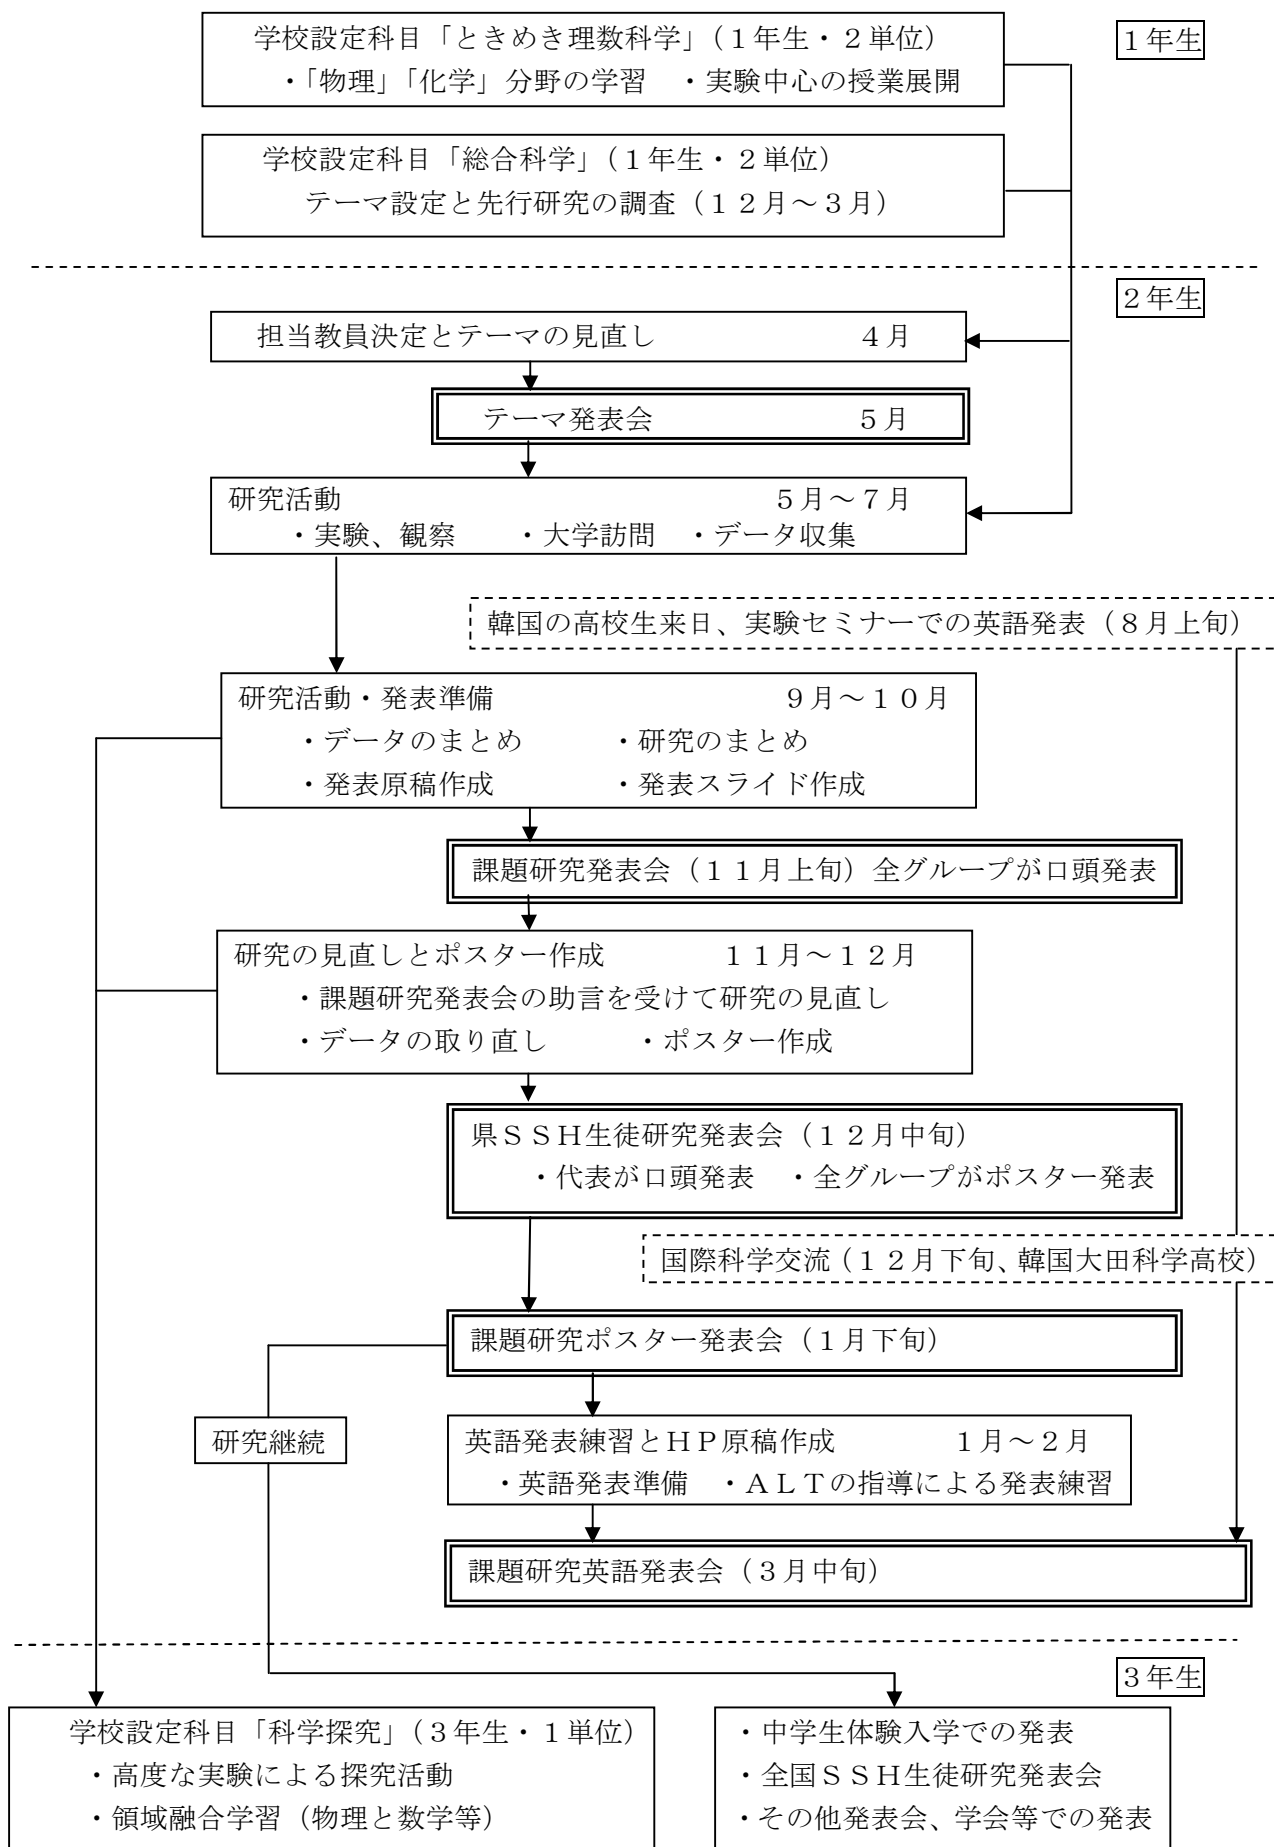 学校設定科目「ときめき理数科学」（１年生・２単位）
・「物理」「化学」分野の学習　・実験中心の授業展開
１年生
学校設定科目「総合科学」（１年生・２単位）
テーマ設定と先行研究の調査（１２月～３月）
２年生
担当教員決定とテーマの見直し　４月
テーマ発表会　５月
研究活動　５月～７月
・実験、観察　・大学訪問　・データ収集
韓国の高校生来日、実験セミナーでの英語発表（８月上旬）
研究活動・発表準備　９月～１０月
・データのまとめ　・研究のまとめ
・発表原稿作成　・発表スライド作成
課題研究発表会（１１月上旬）全グループが口頭発表
研究の見直しとポスター作成　１１月～１２月
・課題研究発表会の助言を受けて研究の見直し
・データの取り直し　・ポスター作成
県ＳＳＨ生徒研究発表会（１２月中旬）
・代表が口頭発表　・全グループがポスター発表
国際科学交流（１２月下旬、韓国大田科学高校）
課題研究ポスター発表会（１月下旬）
研究継続
英語発表練習とＨＰ原稿作成　１月～２月
・英語発表準備　・ＡＬＴの指導による発表練習
課題研究英語発表会（３月中旬）
３年生
学校設定科目「科学探究」（３年生・１単位）
・高度な実験による探究活動
・領域融合学習（物理と数学等）
・中学生体験入学での発表
・全国ＳＳＨ生徒研究発表会
・その他発表会、学会等での発表